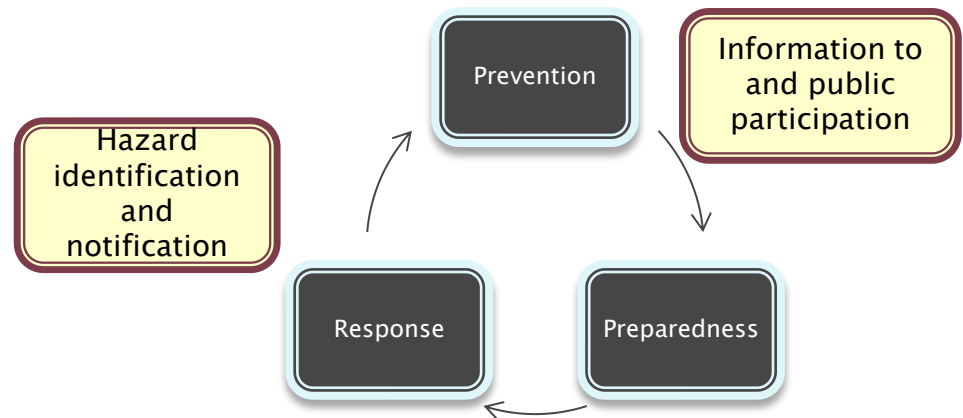 Prevention
Information to
and public
participation
Hazard
identification
and
notification
Response
Preparedness